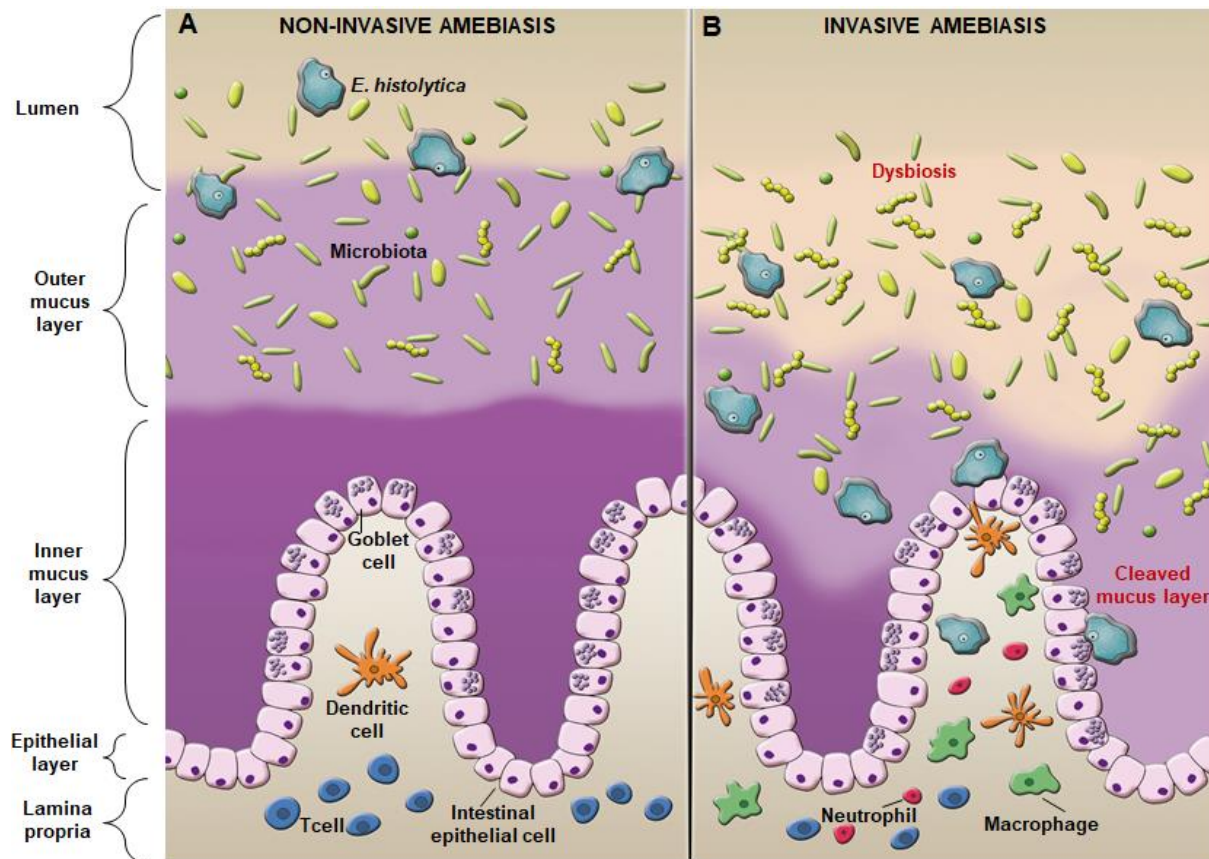 A
NON-INVASIVE AMEBIASIS
B
INVASIVE AMEBIASIS
Lumen
E. histolytica
Dysbiosis
Outer
mucus
layer
Microbiota
Inner
mucus
layer
Goblet
cell
Cleaved
mucus layer
Dendritic
cell
Epithelial
layer
Lamina
propria
Tcell
Intestinal
epithelial cell
Neutrophil
Macrophage